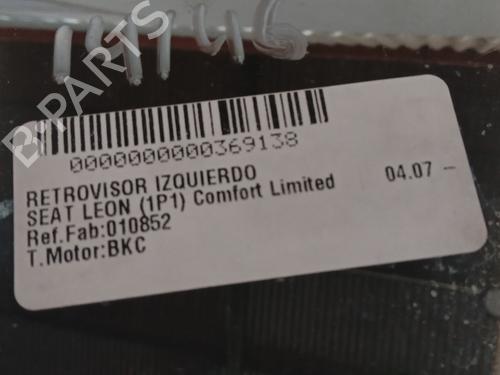 B-PARTS
0000000000369138
RETROVISOR IZQUIERDO
SEAT LEON (1P1) Comfort Limited 04.07 –
Ref.Fab:010852
T.Motor:BKC